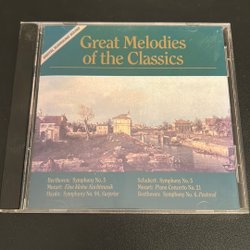 Great Melodies
of the Classics
Beethoven: Symphony No. 5
Mozart: Eine kleine Nachtmusik
Haydn: Symphony No. 94, Surprise
Schubert: Symphony No. 5
Mozart: Piano Concerto No. 21
Beethoven: Symphony No. 6, Pastoral